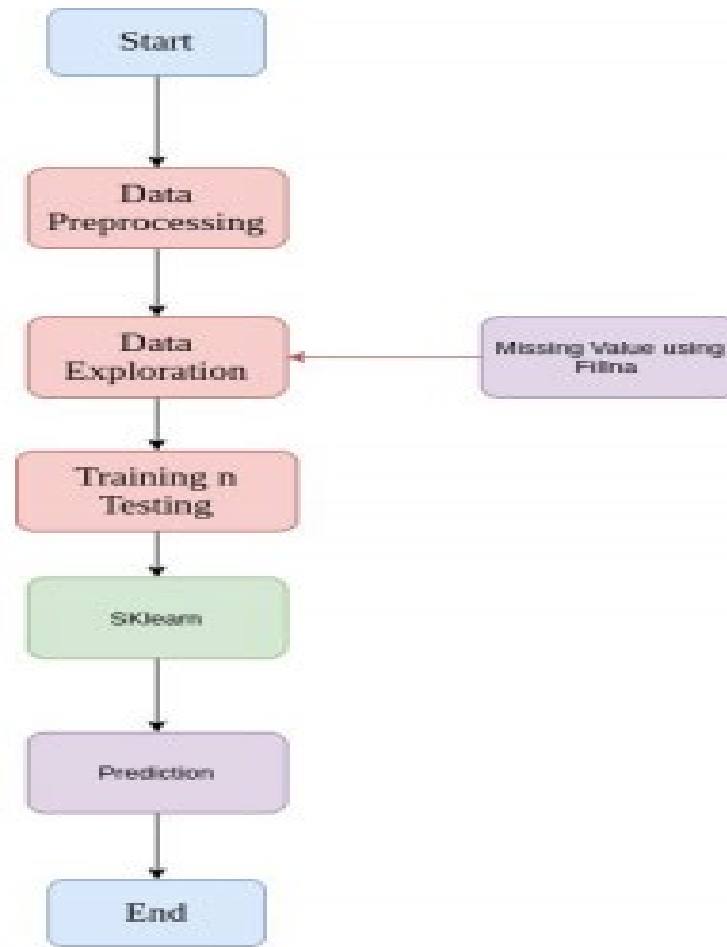 Start
Data
Preprocessing
Data
Exploration
Missing Value using
Fillna
Training n
Testing
SKlearn
Prediction
End